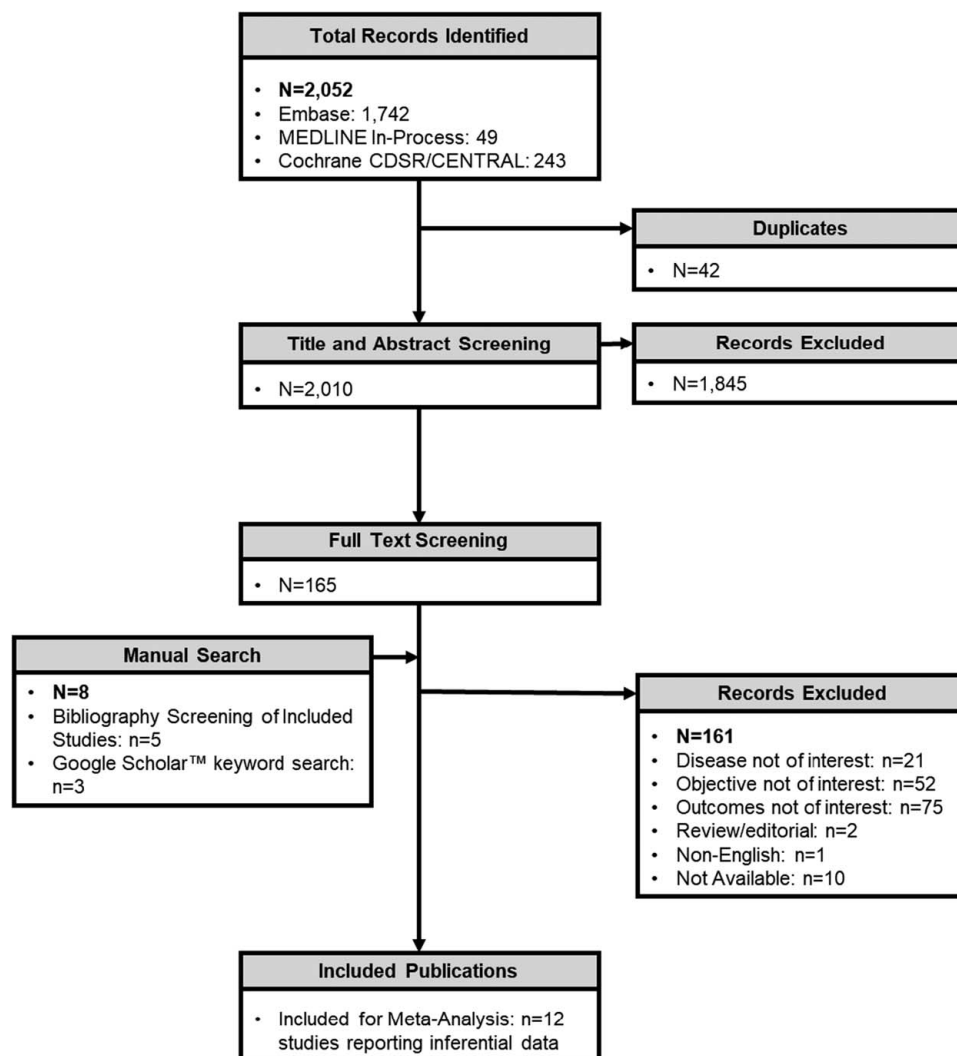 Total Records Identified
• N=2,052
• Embase: 1,742
• MEDLINE In-Process: 49
• Cochrane CDSR/CENTRAL: 243
Duplicates
• N=42
Title and Abstract Screening
• N=2,010
Records Excluded
• N=1,845
Full Text Screening
• N=165
Manual Search
• N=8
• Bibliography Screening of Included
Studies: n=5
• Google Scholar™ keyword search:
n=3
Records Excluded
• N=161
• Disease not of interest: n=21
• Objective not of interest: n=52
• Outcomes not of interest: n=75
• Review/editorial: n=2
• Non-English: n=1
• Not Available: n=10
Included Publications
• Included for Meta-Analysis: n=12
studies reporting inferential data